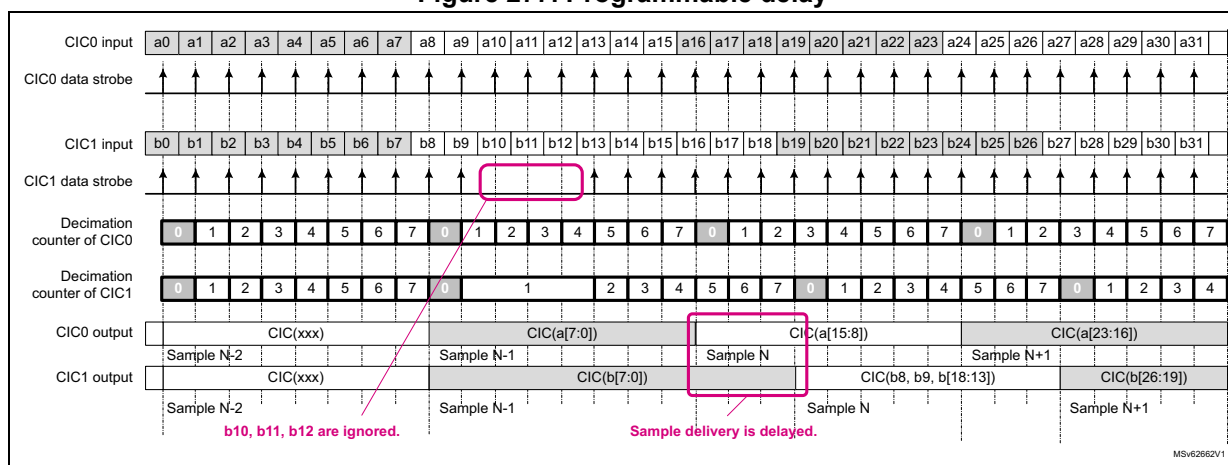 Figure 277. Programmable delay
CIC0 input a0 a1 a2 a3 a4 a5 a6 a7 a8 a9 a10 a11 a12 a13 a14 a15 a16 a17 a18 a19 a20 a21 a22 a23 a24 a25 a26 a27 a28 a29 a30 a31
CIC0 data strobe
CIC1 input b0 b1 b2 b3 b4 b5 b6 b7 b8 b9 b10 b11 b12 b13 b14 b15 b16 b17 b18 b19 b20 b21 b22 b23 b24 b25 b26 b27 b28 b29 b30 b31
CIC1 data strobe
Decimation
counter of CIC0 0 1 2 3 4 5 6 7 0 1 2 3 4 5 6 7 0 1 2 3 4 5 6 7 0 1 2 3 4 5 6 7
Decimation
counter of CIC1 0 1 2 3 4 5 6 7 0 1 2 3 4 5 6 7 0 1 2 3 4 5 6 7 0 1 2 3 4
CIC0 output CIC(xxx) CIC(a[7:0]) CIC(a[15:8]) CIC(a[23:16])
Sample N-2 Sample N-1 Sample N Sample N+1
CIC1 output CIC(xxx) CIC(b[7:0]) CIC(b8, b9, b[18:13]) CIC(b[26:19])
Sample N-2 Sample N-1 Sample N Sample N+1
b10, b11, b12 are ignored. Sample delivery is delayed.
MSv62662V1